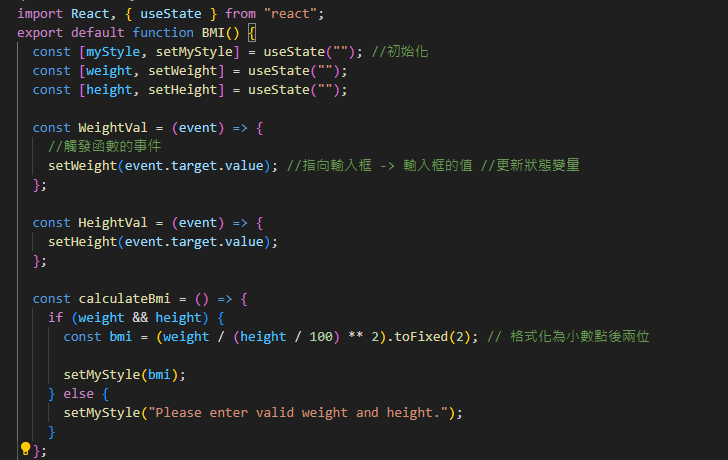 import React, { useState } from "react";
export default function BMI() {
const [myStyle, setMyStyle] = useState(""); //初始化
const [weight, setWeight] = useState("");
const [height, setHeight] = useState("");
const WeightVal = (event) => {
//觸發函數的事件
setWeight(event.target.value); //指向輸入框 -> 輸入框的值 //更新狀態變量
};
const HeightVal = (event) => {
setHeight(event.target.value);
};
const calculateBmi = () => {
if (weight && height) {
const bmi = (weight / (height / 100) ** 2).toFixed(2); // 格式化為小數點後兩位
setMyStyle(bmi);
} else {
setMyStyle("Please enter valid weight and height.");
}
};